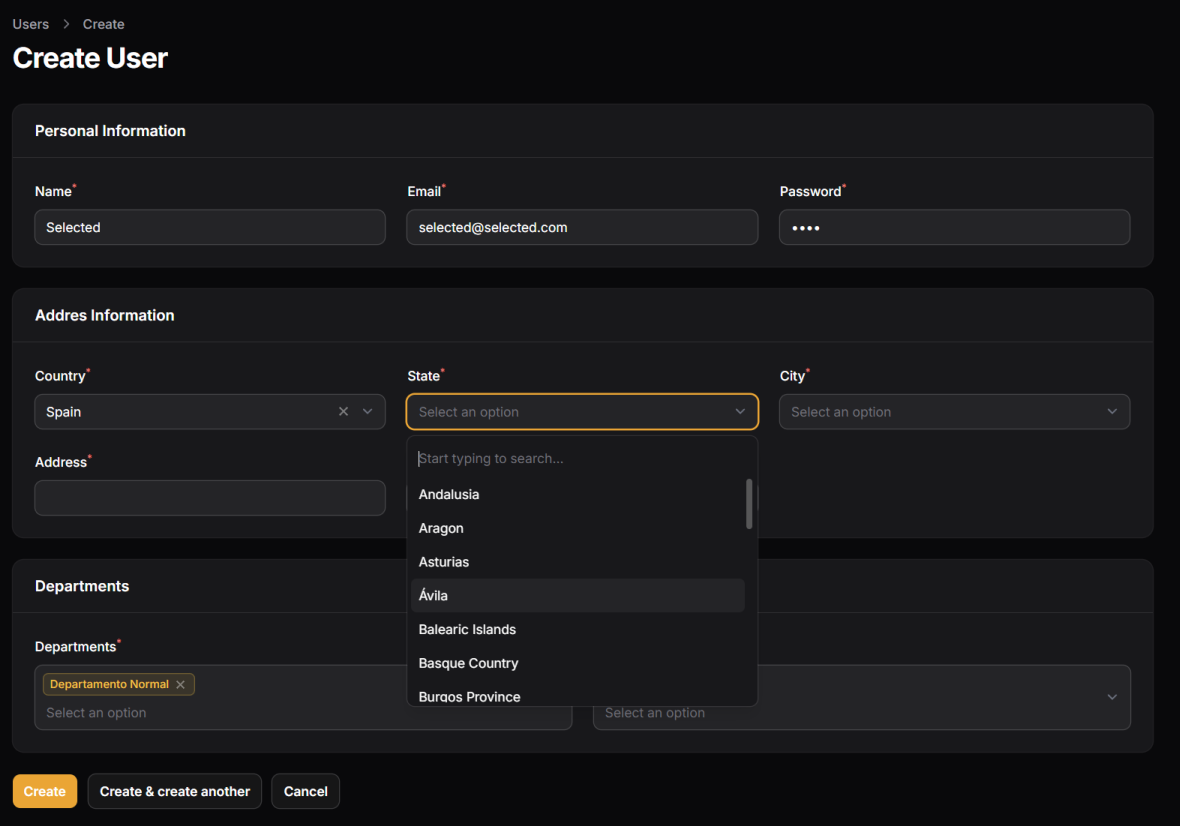 Users > Create
Create User
Personal Information
Name* Email* Password*
Selected selected@selected.com ••••
Addres Information
Country* State* City*
Spain Select an option Select an option
Address*
Start typing to search...
Andalusia
Aragon
Asturias
Ávila
Balearic Islands
Basque Country
Burgos Province
Departments
Departments*
Departamento Normal
Select an option Select an option
Create Create & create another Cancel